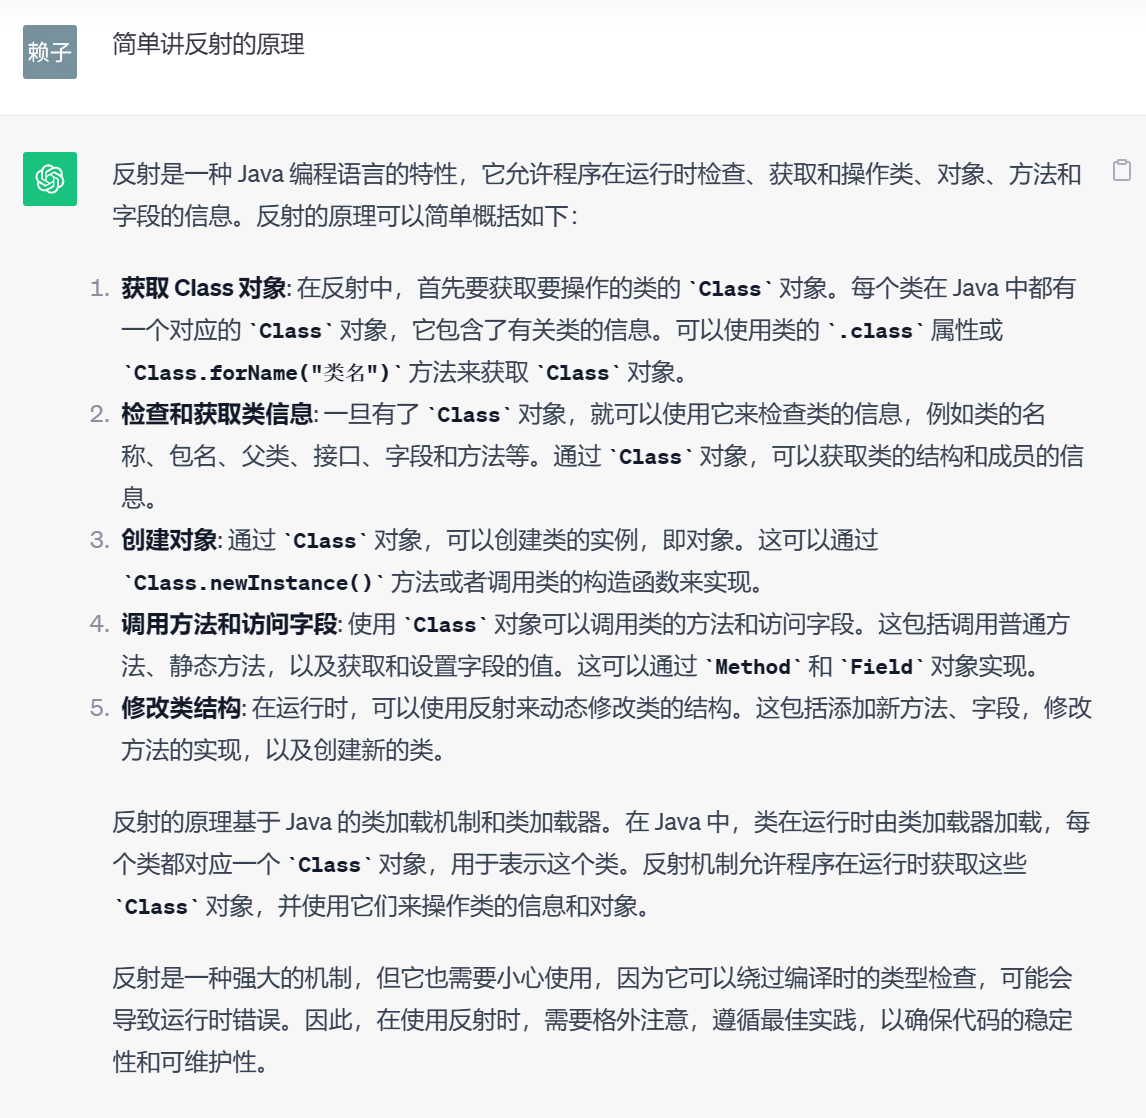 赖子
简单讲反射的原理
反射是一种 Java 编程语言的特性，它允许程序在运行时检查、获取和操作类、对象、方法和
字段的信息。反射的原理可以简单概括如下：
1. 获取 Class 对象: 在反射中，首先要获取要操作的类的 `Class` 对象。每个类在 Java 中都有
一个对应的 `Class` 对象，它包含了有关类的信息。可以使用类的 `.class` 属性或
`Class.forName("类名")` 方法来获取 `Class` 对象。
2. 检查和获取类信息: 一旦有了 `Class` 对象，就可以使用它来检查类的信息，例如类的名
称、包名、父类、接口、字段和方法等。通过 `Class` 对象，可以获取类的结构和成员的信
息。
3. 创建对象: 通过 `Class` 对象，可以创建类的实例，即对象。这可以通过
`Class.newInstance()` 方法或者调用类的构造函数来实现。
4. 调用方法和访问字段: 使用 `Class` 对象可以调用类的方法和访问字段。这包括调用普通方
法、静态方法，以及获取和设置字段的值。这可以通过 `Method` 和 `Field` 对象实现。
5. 修改类结构: 在运行时，可以使用反射来动态修改类的结构。这包括添加新方法、字段，修改
方法的实现，以及创建新的类。
反射的原理基于 Java 的类加载机制和类加载器。在 Java 中，类在运行时由类加载器加载，每
个类都对应一个 `Class` 对象，用于表示这个类。反射机制允许程序在运行时获取这些
`Class` 对象，并使用它们来操作类的信息和对象。
反射是一种强大的机制，但它也需要小心使用，因为它可以绕过编译时的类型检查，可能会
导致运行时错误。因此，在使用反射时，需要格外注意，遵循最佳实践，以确保代码的稳定
性和可维护性。